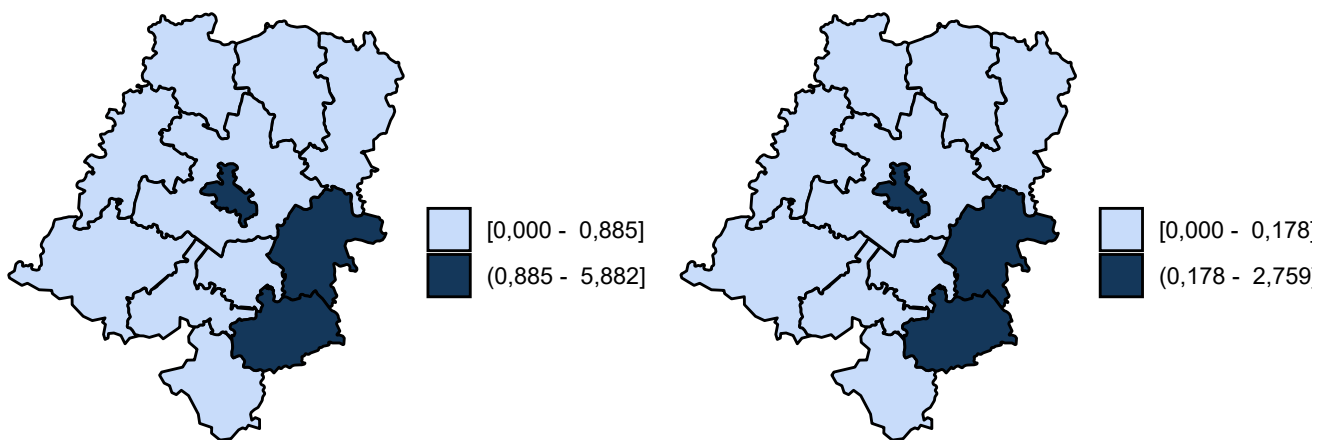 [0,000 -  0,885]
(0,885 -  5,882]
[0,000 -  0,178]
(0,178 -  2,759]